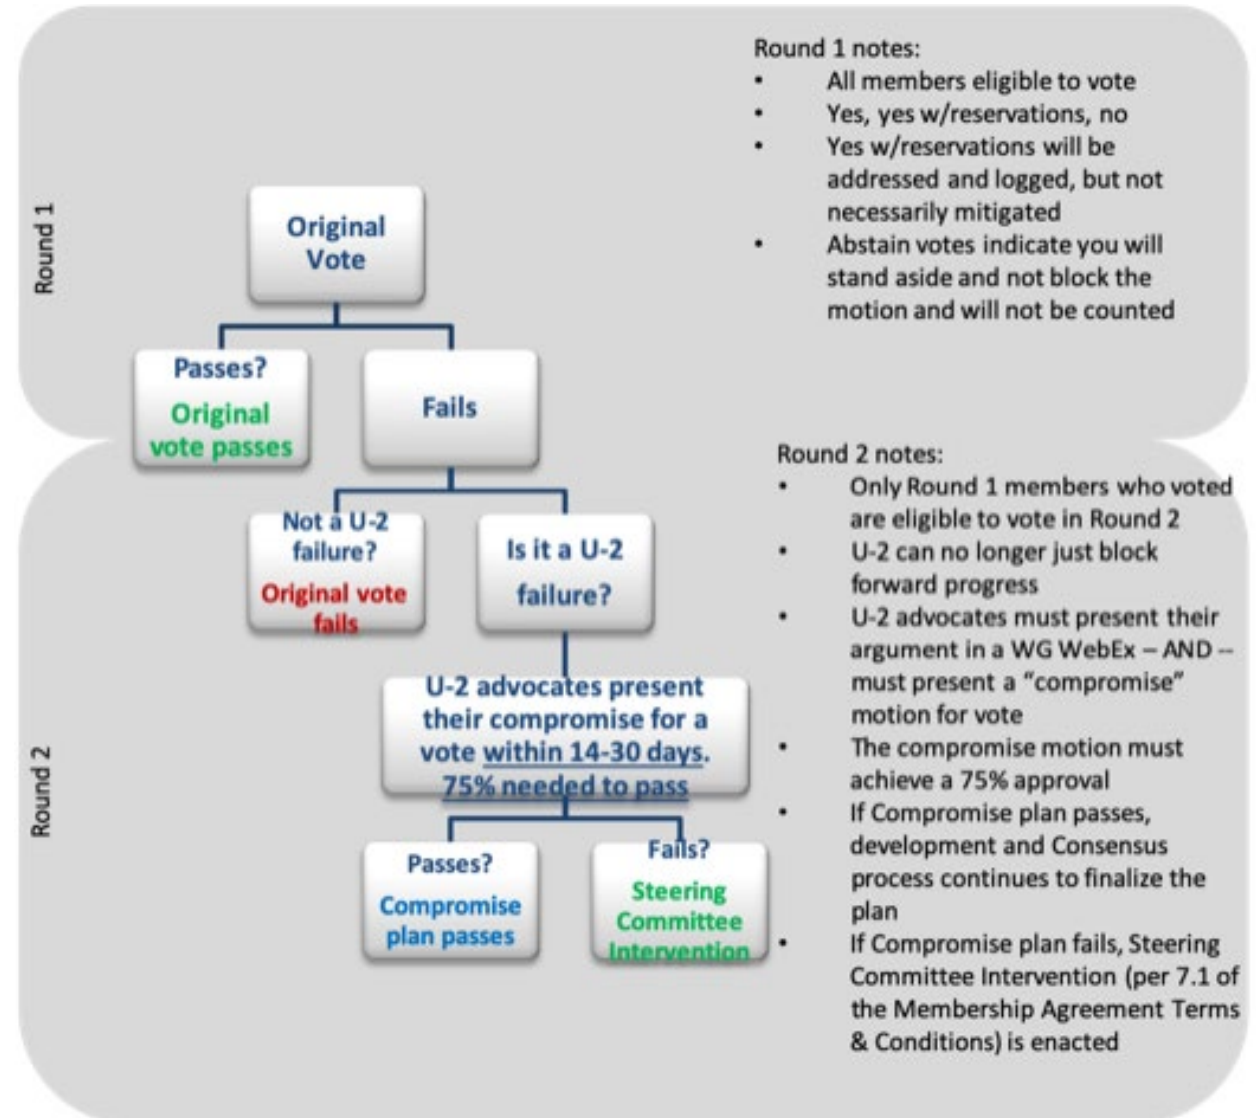 Round 1 notes:
• All members eligible to vote
• Yes, yes w/reservations, no
• Yes w/reservations will be
addressed and logged, but not
necessarily mitigated
• Abstain votes indicate you will
stand aside and not block the
motion and will not be counted
Round 1
Original
Vote
Passes?
Original
vote passes
Fails
Round 2 notes:
• Only Round 1 members who voted
are eligible to vote in Round 2
• U-2 can no longer just block
forward progress
• U-2 advocates must present their
argument in a WG WebEx – AND --
must present a “compromise”
motion for vote
• The compromise motion must
achieve a 75% approval
• If Compromise plan passes,
development and Consensus
process continues to finalize the
plan
• If Compromise plan fails, Steering
Committee Intervention (per 7.1 of
the Membership Agreement Terms
& Conditions) is enacted
Round 2
Not a U-2
failure?
Original vote
fails
Is it a U-2
failure?
U-2 advocates present
their compromise for a
vote within 14-30 days.
75% needed to pass
Passes?
Compromise
plan passes
Fails?
Steering
Committee
Intervention